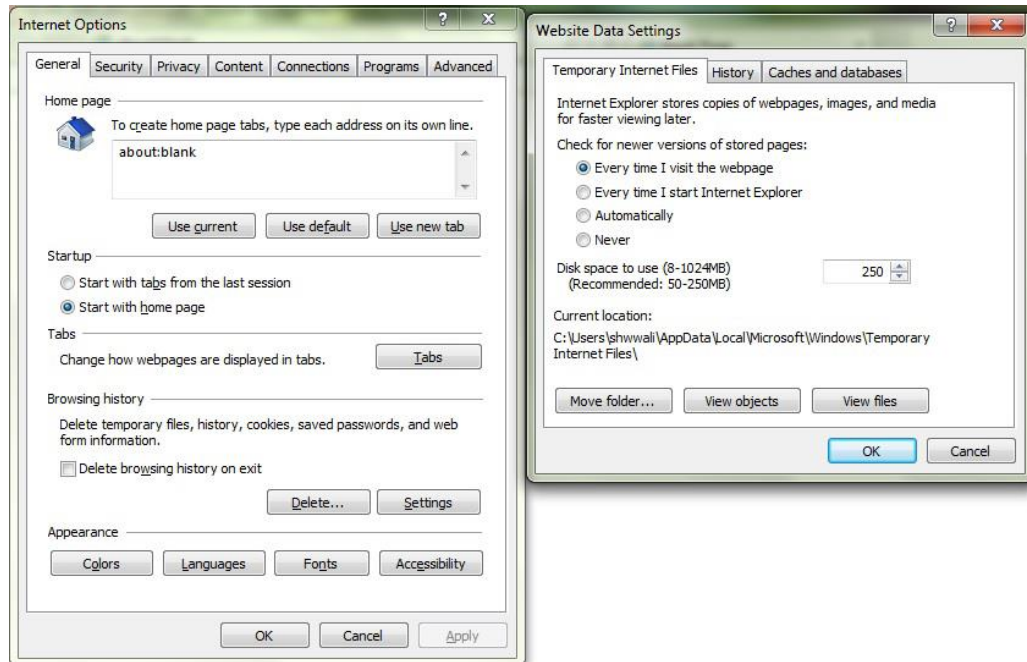 Internet Options
General Security Privacy Content Connections Programs Advanced
Home page
To create home page tabs, type each address on its own line.
about:blank
Use current Use default Use new tab
Startup
Start with tabs from the last session
Start with home page
Tabs
Change how webpages are displayed in tabs. Tabs
Browsing history
Delete temporary files, history, cookies, saved passwords, and web
form information.
Delete browsing history on exit
Delete... Settings
Appearance
Colors Languages Fonts Accessibility
OK Cancel Apply
Website Data Settings
Temporary Internet Files History Caches and databases
Internet Explorer stores copies of webpages, images, and media
for faster viewing later.
Check for newer versions of stored pages:
Every time I visit the webpage
Every time I start Internet Explorer
Automatically
Never
Disk space to use (8-1024MB) 250
(Recommended: 50-250MB)
Current location:
C:\Users\shwwali\AppData\Local\Microsoft\Windows\Temporary
Internet Files\
Move folder... View objects View files
OK Cancel